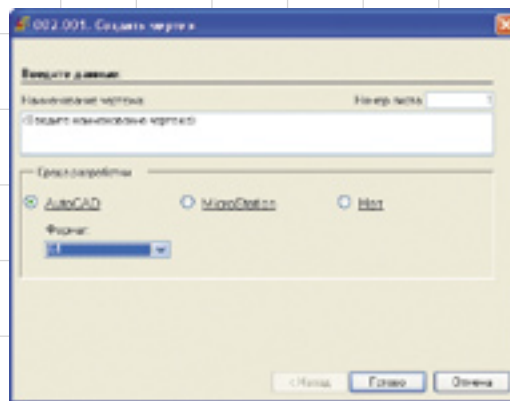 002.001. Создать чертеж
Введите данные
Наименование чертежа Номер листа 1
<Введите наименование чертежа>
Среда разработки
AutoCAD MicroStation Нет
Формат:
< Назад Готово Отмена